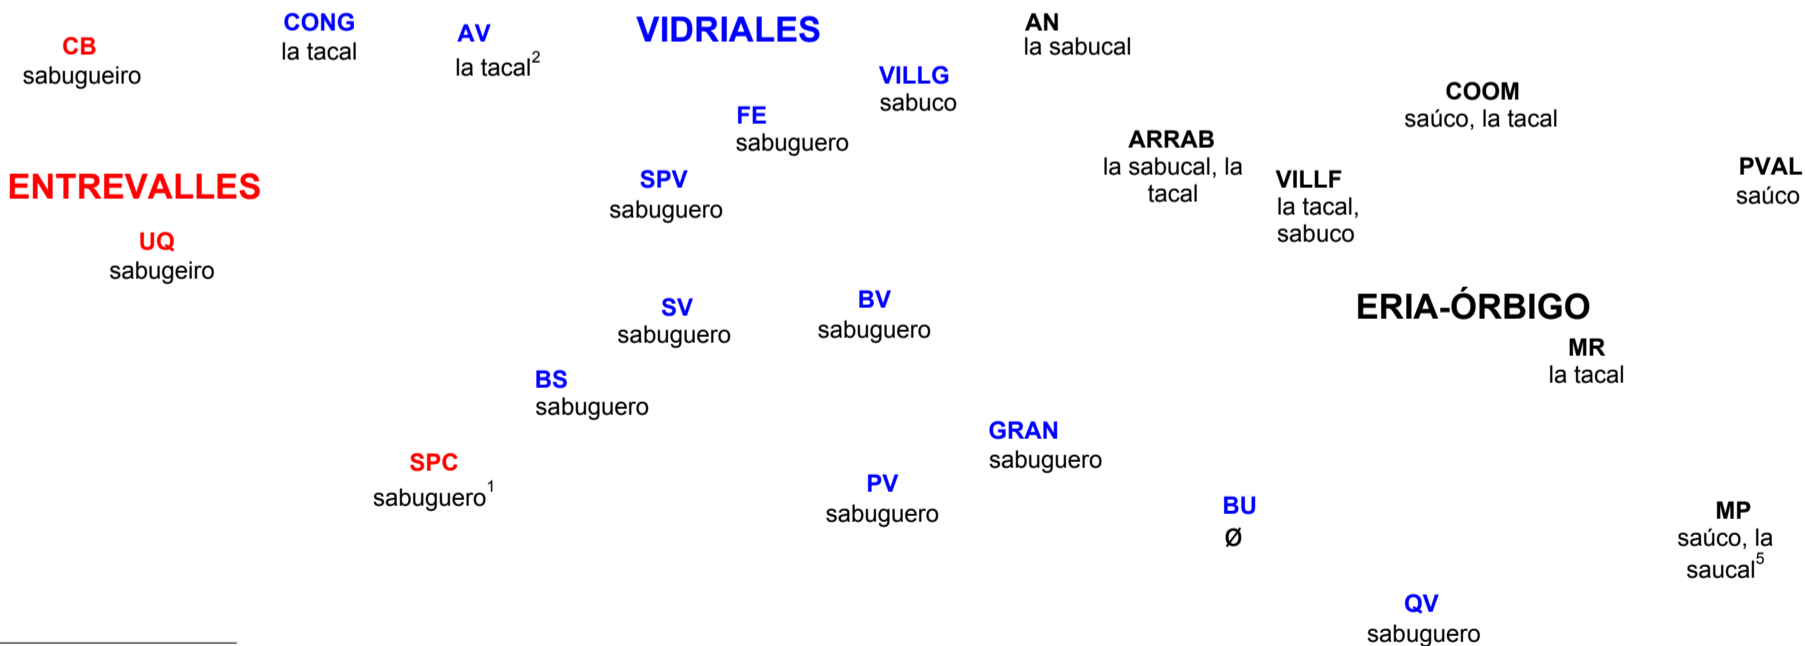 CONG
la tacal
AV
la tacal²
VIDRIALES
AN
la sabucal
CB
sabugueiro
VILLG
sabuco
COOM
saúco, la tacal
FE
sabuguero
ARRAB
la sabucal, la
tacal
PVAL
saúco
ENTREVALLES
SPV
sabuguero
VILLF
la tacal,
sabuco
UQ
sabugeiro
SV
sabuguero
BV
sabuguero
ERIA-ÓRBIGO
MR
la tacal
BS
sabuguero
GRAN
sabuguero
SPC
sabuguero¹
PV
sabuguero
BU
Ø
MP
saúco, la
saucal⁵
QV
sabuguero